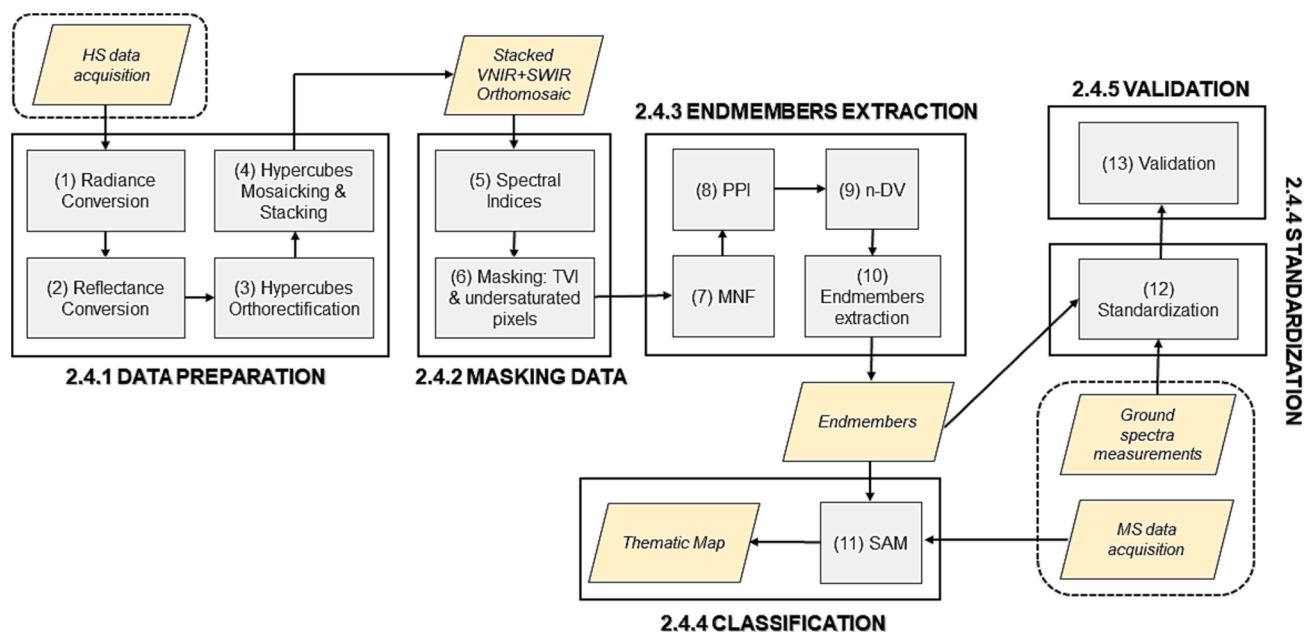 HS data
acquisition
(1) Radiance
Conversion
(2) Reflectance
Conversion
(3) Hypercubes
Orthorectification
(4) Hypercubes
Mosaicking &
Stacking
2.4.1 DATA PREPARATION
Stacked
VNIR+SWIR
Orthomosaic
(5) Spectral
Indices
(6) Masking: TVI
& undersaturated
pixels
2.4.2 MASKING DATA
2.4.3 ENDMEMBERS EXTRACTION
(7) MNF
(8) PPI
(9) n-DV
(10)
Endmembers
extraction
Endmembers
(11) SAM
Thematic Map
2.4.4 CLASSIFICATION
2.4.5 VALIDATION
(13) Validation
(12)
Standardization
2.4.4 STANDARDIZATION
Ground
spectra
measurements
MS data
acquisition